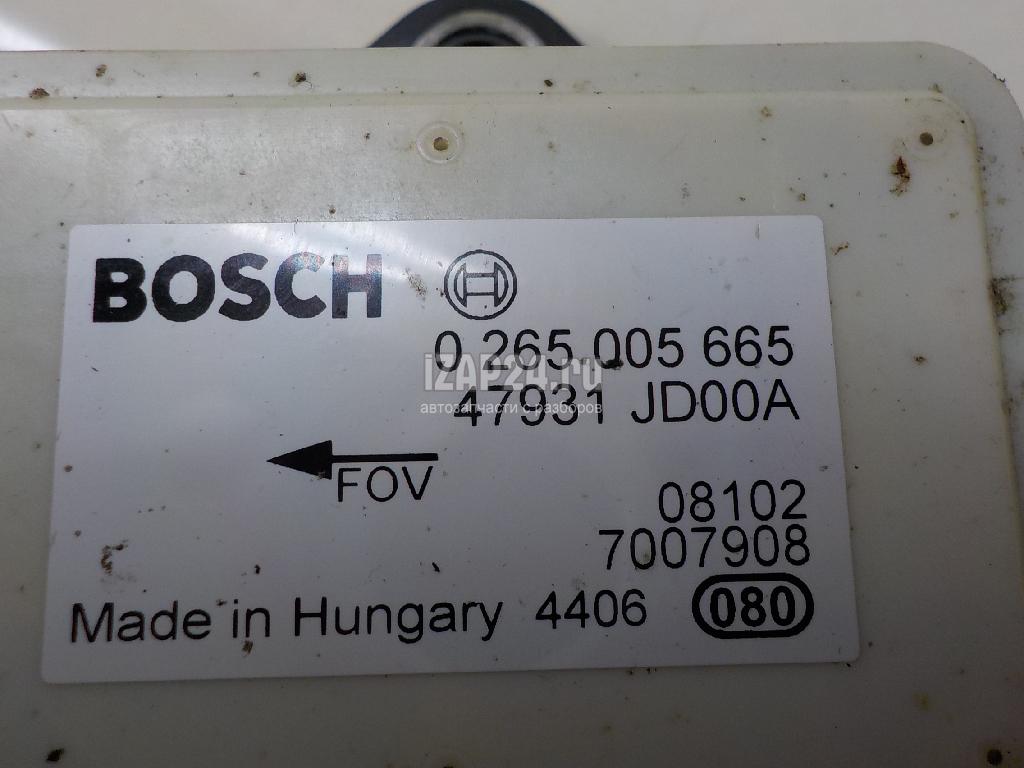 BOSCH
0 265 005 665
iZAP24.ru
47931 JD00A
автозапчасти с разборов
FOV
08102
7007908
Made in Hungary 4406 080